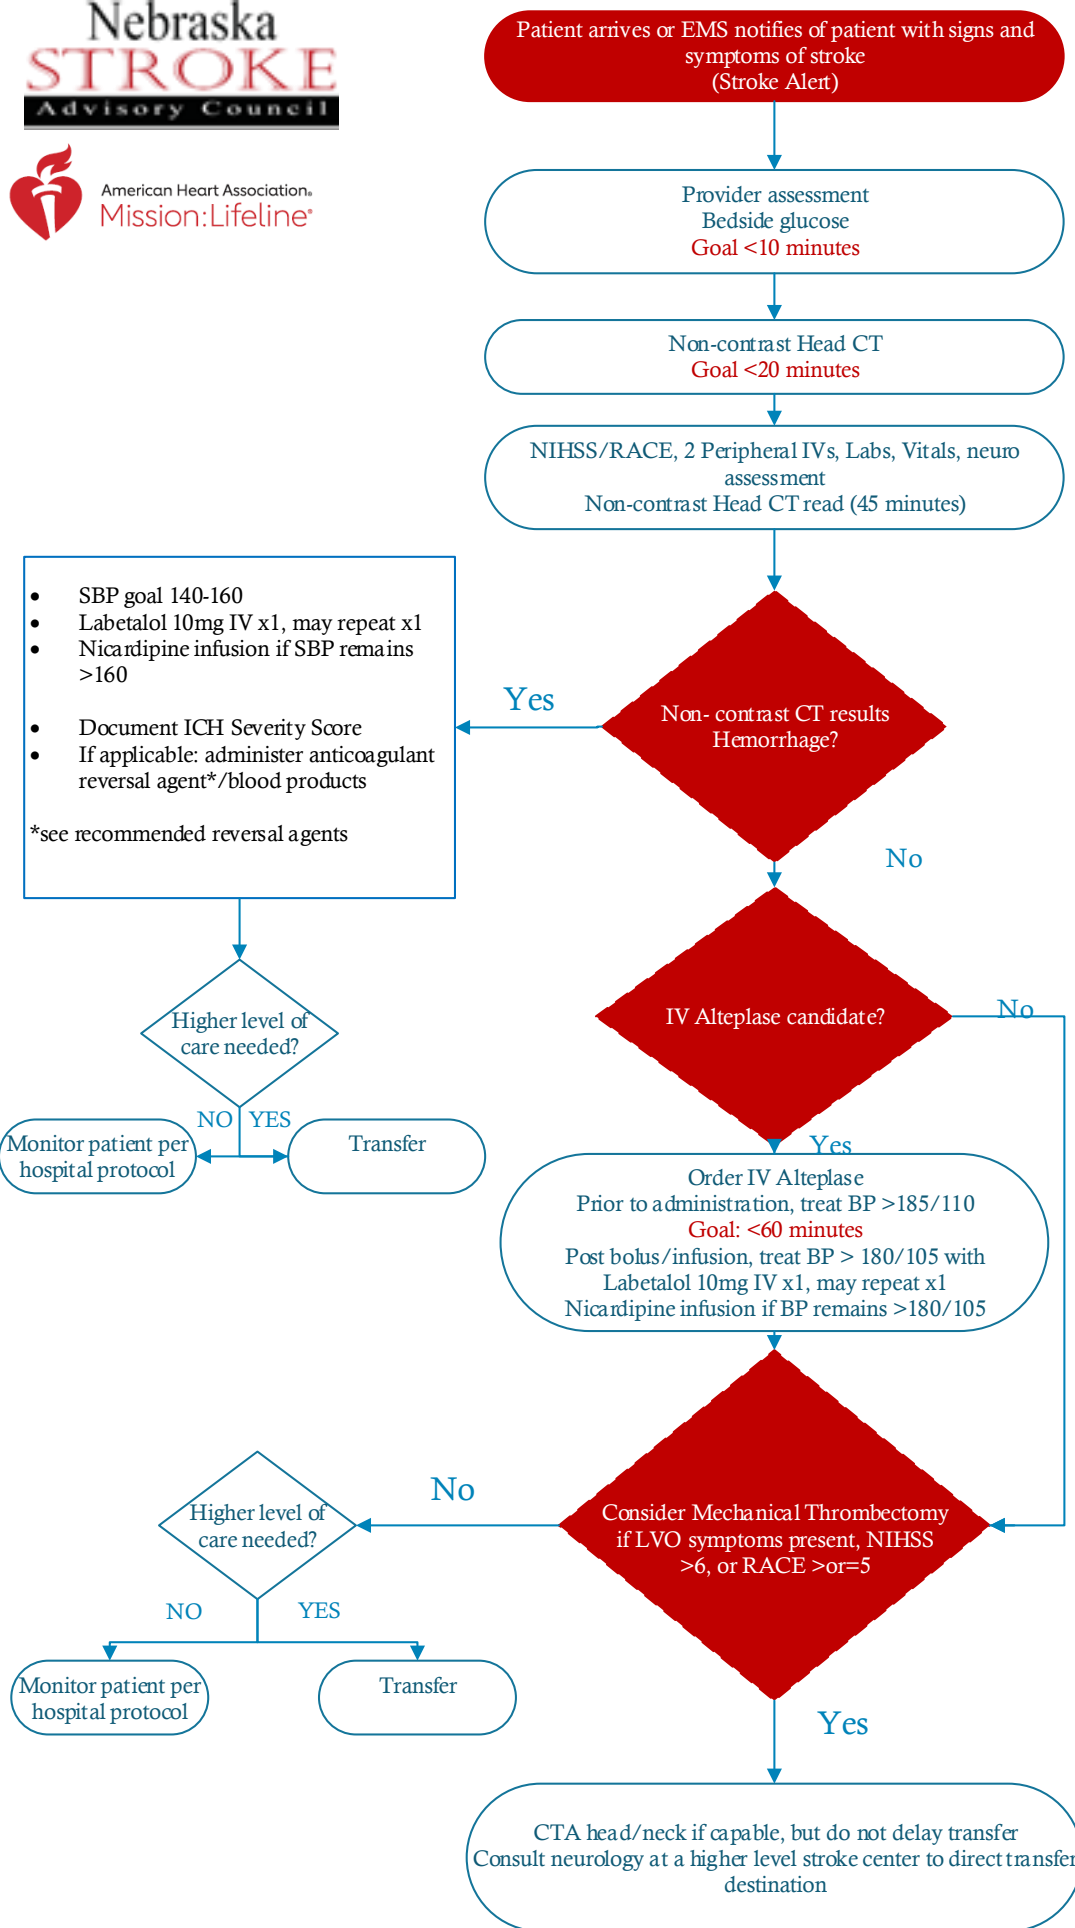 Nebraska
STROKE
Advisory Council
American Heart Association®
Mission:Lifeline®
Patient arrives or EMS notifies of patient with signs and
symptoms of stroke
(Stroke Alert)
Provider assessment
Bedside glucose
Goal <10 minutes
Non-contrast Head CT
Goal <20 minutes
NIHSS/RACE, 2 Peripheral IVs, Labs, Vitals, neuro
assessment
Non-contrast Head CT read (45 minutes)
Non- contrast CT results
Hemorrhage?
Yes
• SBP goal 140-160
• Labetalol 10mg IV x1, may repeat x1
• Nicardipine infusion if SBP remains
>160
• Document ICH Severity Score
• If applicable: administer anticoagulant
reversal agent*/blood products
*see recommended reversal agents
Higher level of
care needed?
NO
YES
Monitor patient per
hospital protocol
Transfer
No
IV Alteplase candidate?
No
Yes
Order IV Alteplase
Prior to administration, treat BP >185/110
Goal: <60 minutes
Post bolus/infusion, treat BP > 180/105 with
Labetalol 10mg IV x1, may repeat x1
Nicardipine infusion if BP remains >180/105
Consider Mechanical Thrombectomy
if LVO symptoms present, NIHSS
>6, or RACE >or=5
No
Higher level of
care needed?
NO
YES
Monitor patient per
hospital protocol
Transfer
Yes
CTA head/neck if capable, but do not delay transfer
Consult neurology at a higher level stroke center to direct transfer
destination